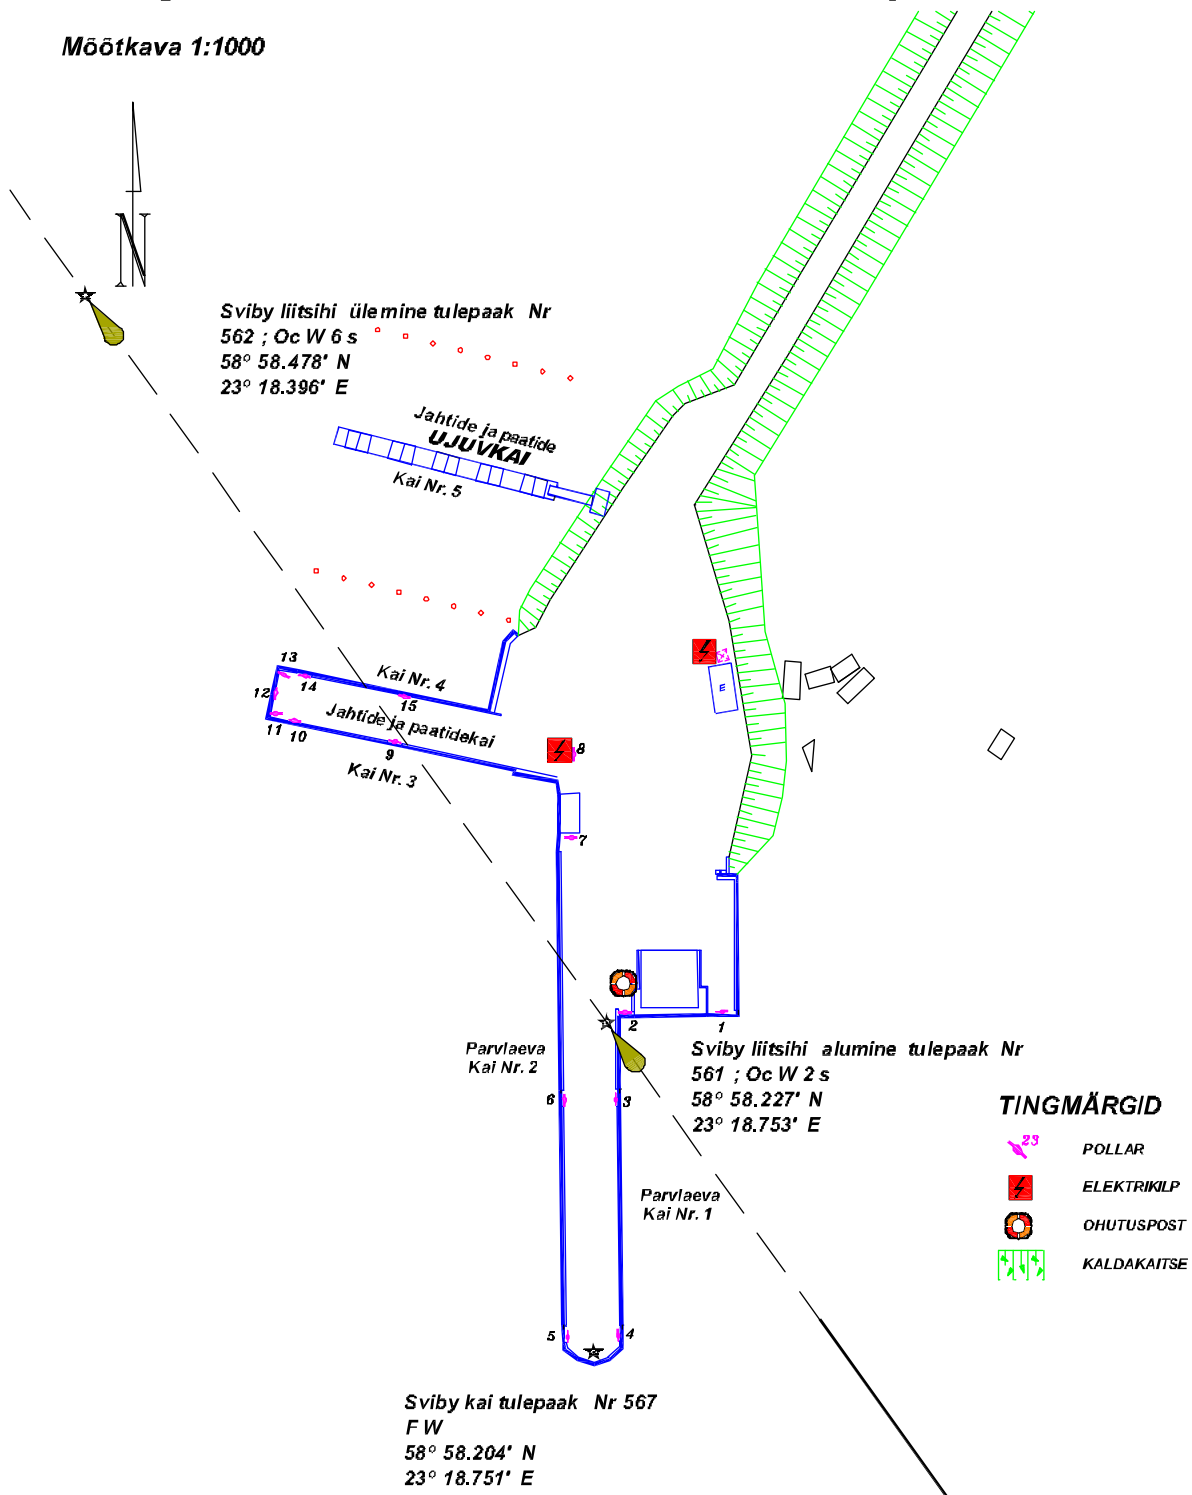 Mõõtkava 1:1000
N
Sviby liitsihi ülemine tulepaak Nr
562 ; Oc W 6 s
58° 58.478' N
23° 18.396' E
Jahtide ja paatide
UJUVKAI
Kai Nr. 5
13
14
12
11
10
15
9
Kai Nr. 4
Jahtide ja paatidekai
Kai Nr. 3
8
E
7
2
1
Parvlaeva
Kai Nr. 2
Sviby liitsihi alumine tulepaak Nr
561 ; Oc W 2 s
58° 58.227' N
23° 18.753' E
6
3
Parvlaeva
Kai Nr. 1
5
4
TINGMÄRGID
23
POLLAR
ELEKTRIKILP
OHUTUSPOST
KALDAKAITSE
Sviby kai tulepaak Nr 567
F W
58° 58.204' N
23° 18.751' E